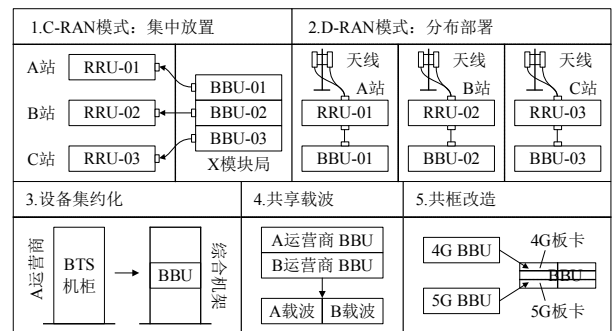 1.C-RAN模式：集中放置
A站
RRU-01
B站
RRU-02
C站
RRU-03
BBU-01
BBU-02
BBU-03
X模块局
2.D-RAN模式：分布部署
天线
A站
RRU-01
BBU-01
天线
B站
RRU-02
BBU-02
天线
C站
RRU-03
BBU-03
3.设备集约化
A运营商
BTS
机柜
BBU
综合机架
4.共享载波
A运营商 BBU
B运营商 BBU
A载波
B载波
5.共框改造
4G BBU
5G BBU
4G板卡
BBU
5G板卡